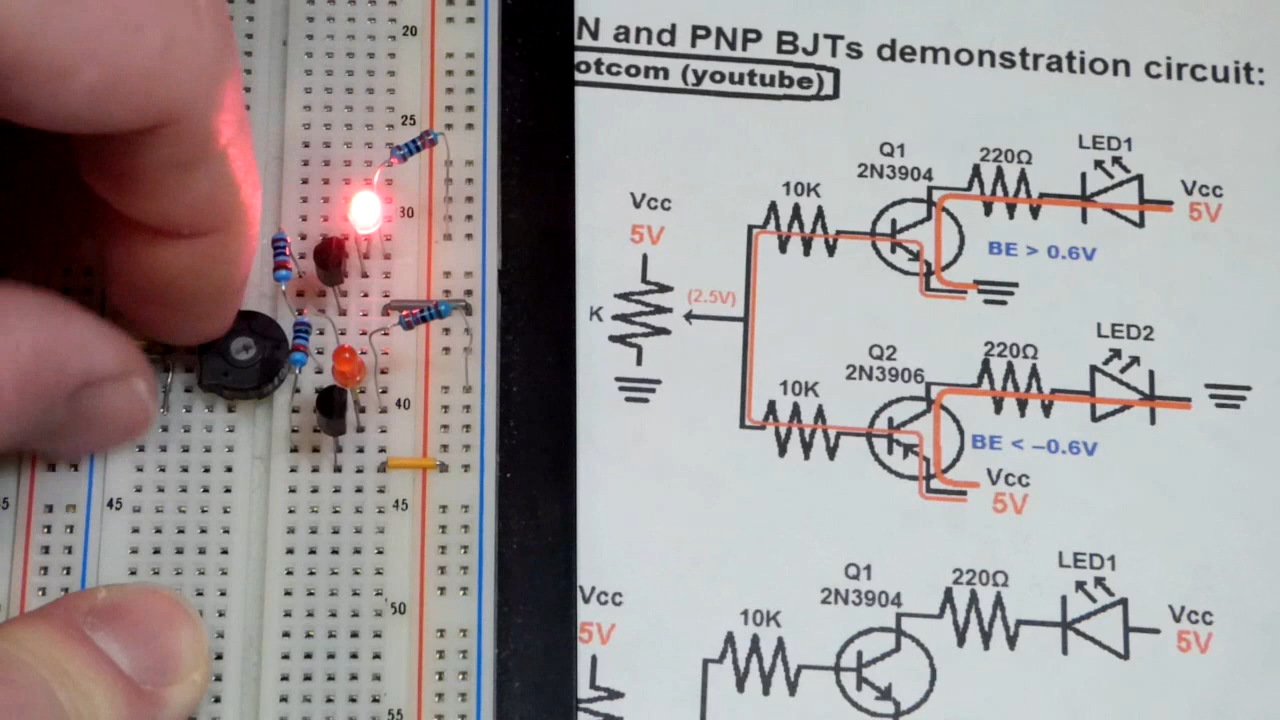 N and PNP BJTs demonstration circuit:
otcom (youtube)
Vcc
5V
K
(2.5V)
10K
Q1
2N3904
220Ω
LED1
Vcc
5V
BE > 0.6V
10K
Q2
2N3906
220Ω
LED2
BE < −0.6V
Vcc
5V
Vcc
5V
10K
Q1
2N3904
220Ω
LED1
Vcc
5V
20
25
30
40
45
50
55
5
45